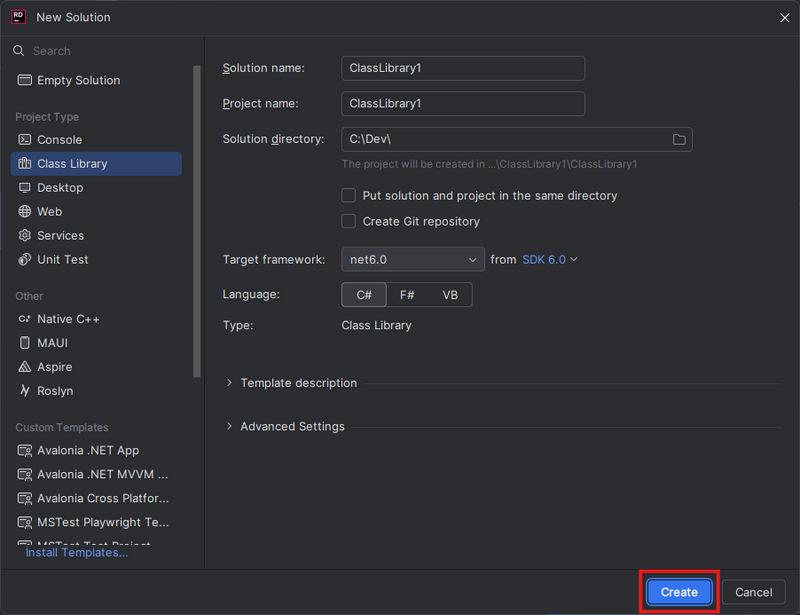 RD
New Solution
Search
Empty Solution
Project Type
Console
Class Library
Desktop
Web
Services
Unit Test
Other
Native C++
MAUI
Aspire
Roslyn
Custom Templates
Avalonia .NET App
Avalonia .NET MVVM ...
Avalonia Cross Platfor...
MSTest Playwright Te...
MSTest Test Project
Install Templates...
Solution name: ClassLibrary1
Project name: ClassLibrary1
Solution directory: C:\Dev\
The project will be created in ...\ClassLibrary1\ClassLibrary1
Put solution and project in the same directory
Create Git repository
Target framework: net6.0 from SDK 6.0
Language: C# F# VB
Type: Class Library
Template description
Advanced Settings
Create Cancel